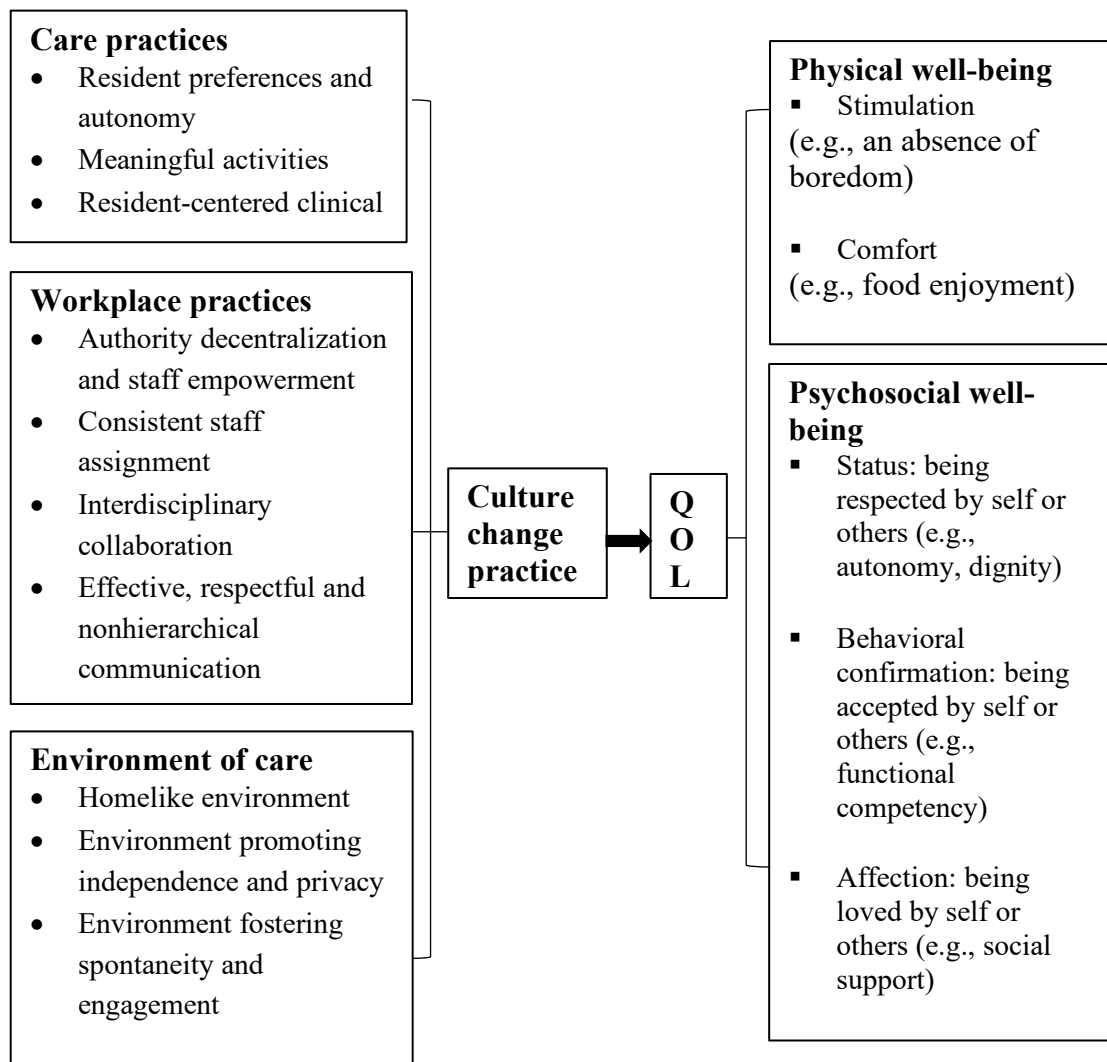 Care practices
• Resident preferences and
autonomy
• Meaningful activities
• Resident-centered clinical
Workplace practices
• Authority decentralization
and staff empowerment
• Consistent staff
assignment
• Interdisciplinary
collaboration
• Effective, respectful and
nonhierarchical
communication
Environment of care
• Homelike environment
• Environment promoting
independence and privacy
• Environment fostering
spontaneity and
engagement
Culture
change
practice
Q
O
L
Physical well-being
▪ Stimulation
(e.g., an absence of
boredom)
▪ Comfort
(e.g., food enjoyment)
Psychosocial well-
being
▪ Status: being
respected by self or
others (e.g.,
autonomy, dignity)
▪ Behavioral
confirmation: being
accepted by self or
others (e.g.,
functional
competency)
▪ Affection: being
loved by self or
others (e.g., social
support)